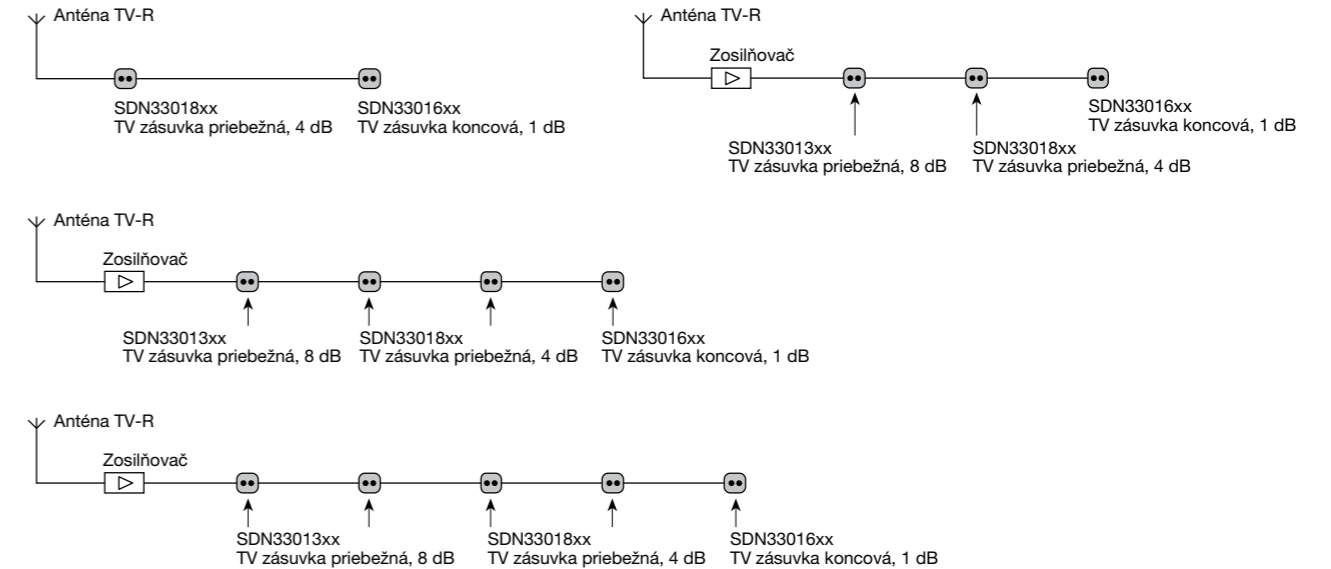 Anténa TV-R
SDN33018xx
TV zásuvka priebežná, 4 dB
SDN33016xx
TV zásuvka koncová, 1 dB
Anténa TV-R
Zosilňovač
SDN33016xx
TV zásuvka koncová, 1 dB
SDN33013xx
TV zásuvka priebežná, 8 dB
SDN33018xx
TV zásuvka priebežná, 4 dB
Anténa TV-R
Zosilňovač
SDN33013xx
TV zásuvka priebežná, 8 dB
SDN33018xx
TV zásuvka priebežná, 4 dB
SDN33016xx
TV zásuvka koncová, 1 dB
Anténa TV-R
Zosilňovač
SDN33013xx
TV zásuvka priebežná, 8 dB
SDN33018xx
TV zásuvka priebežná, 4 dB
SDN33016xx
TV zásuvka koncová, 1 dB